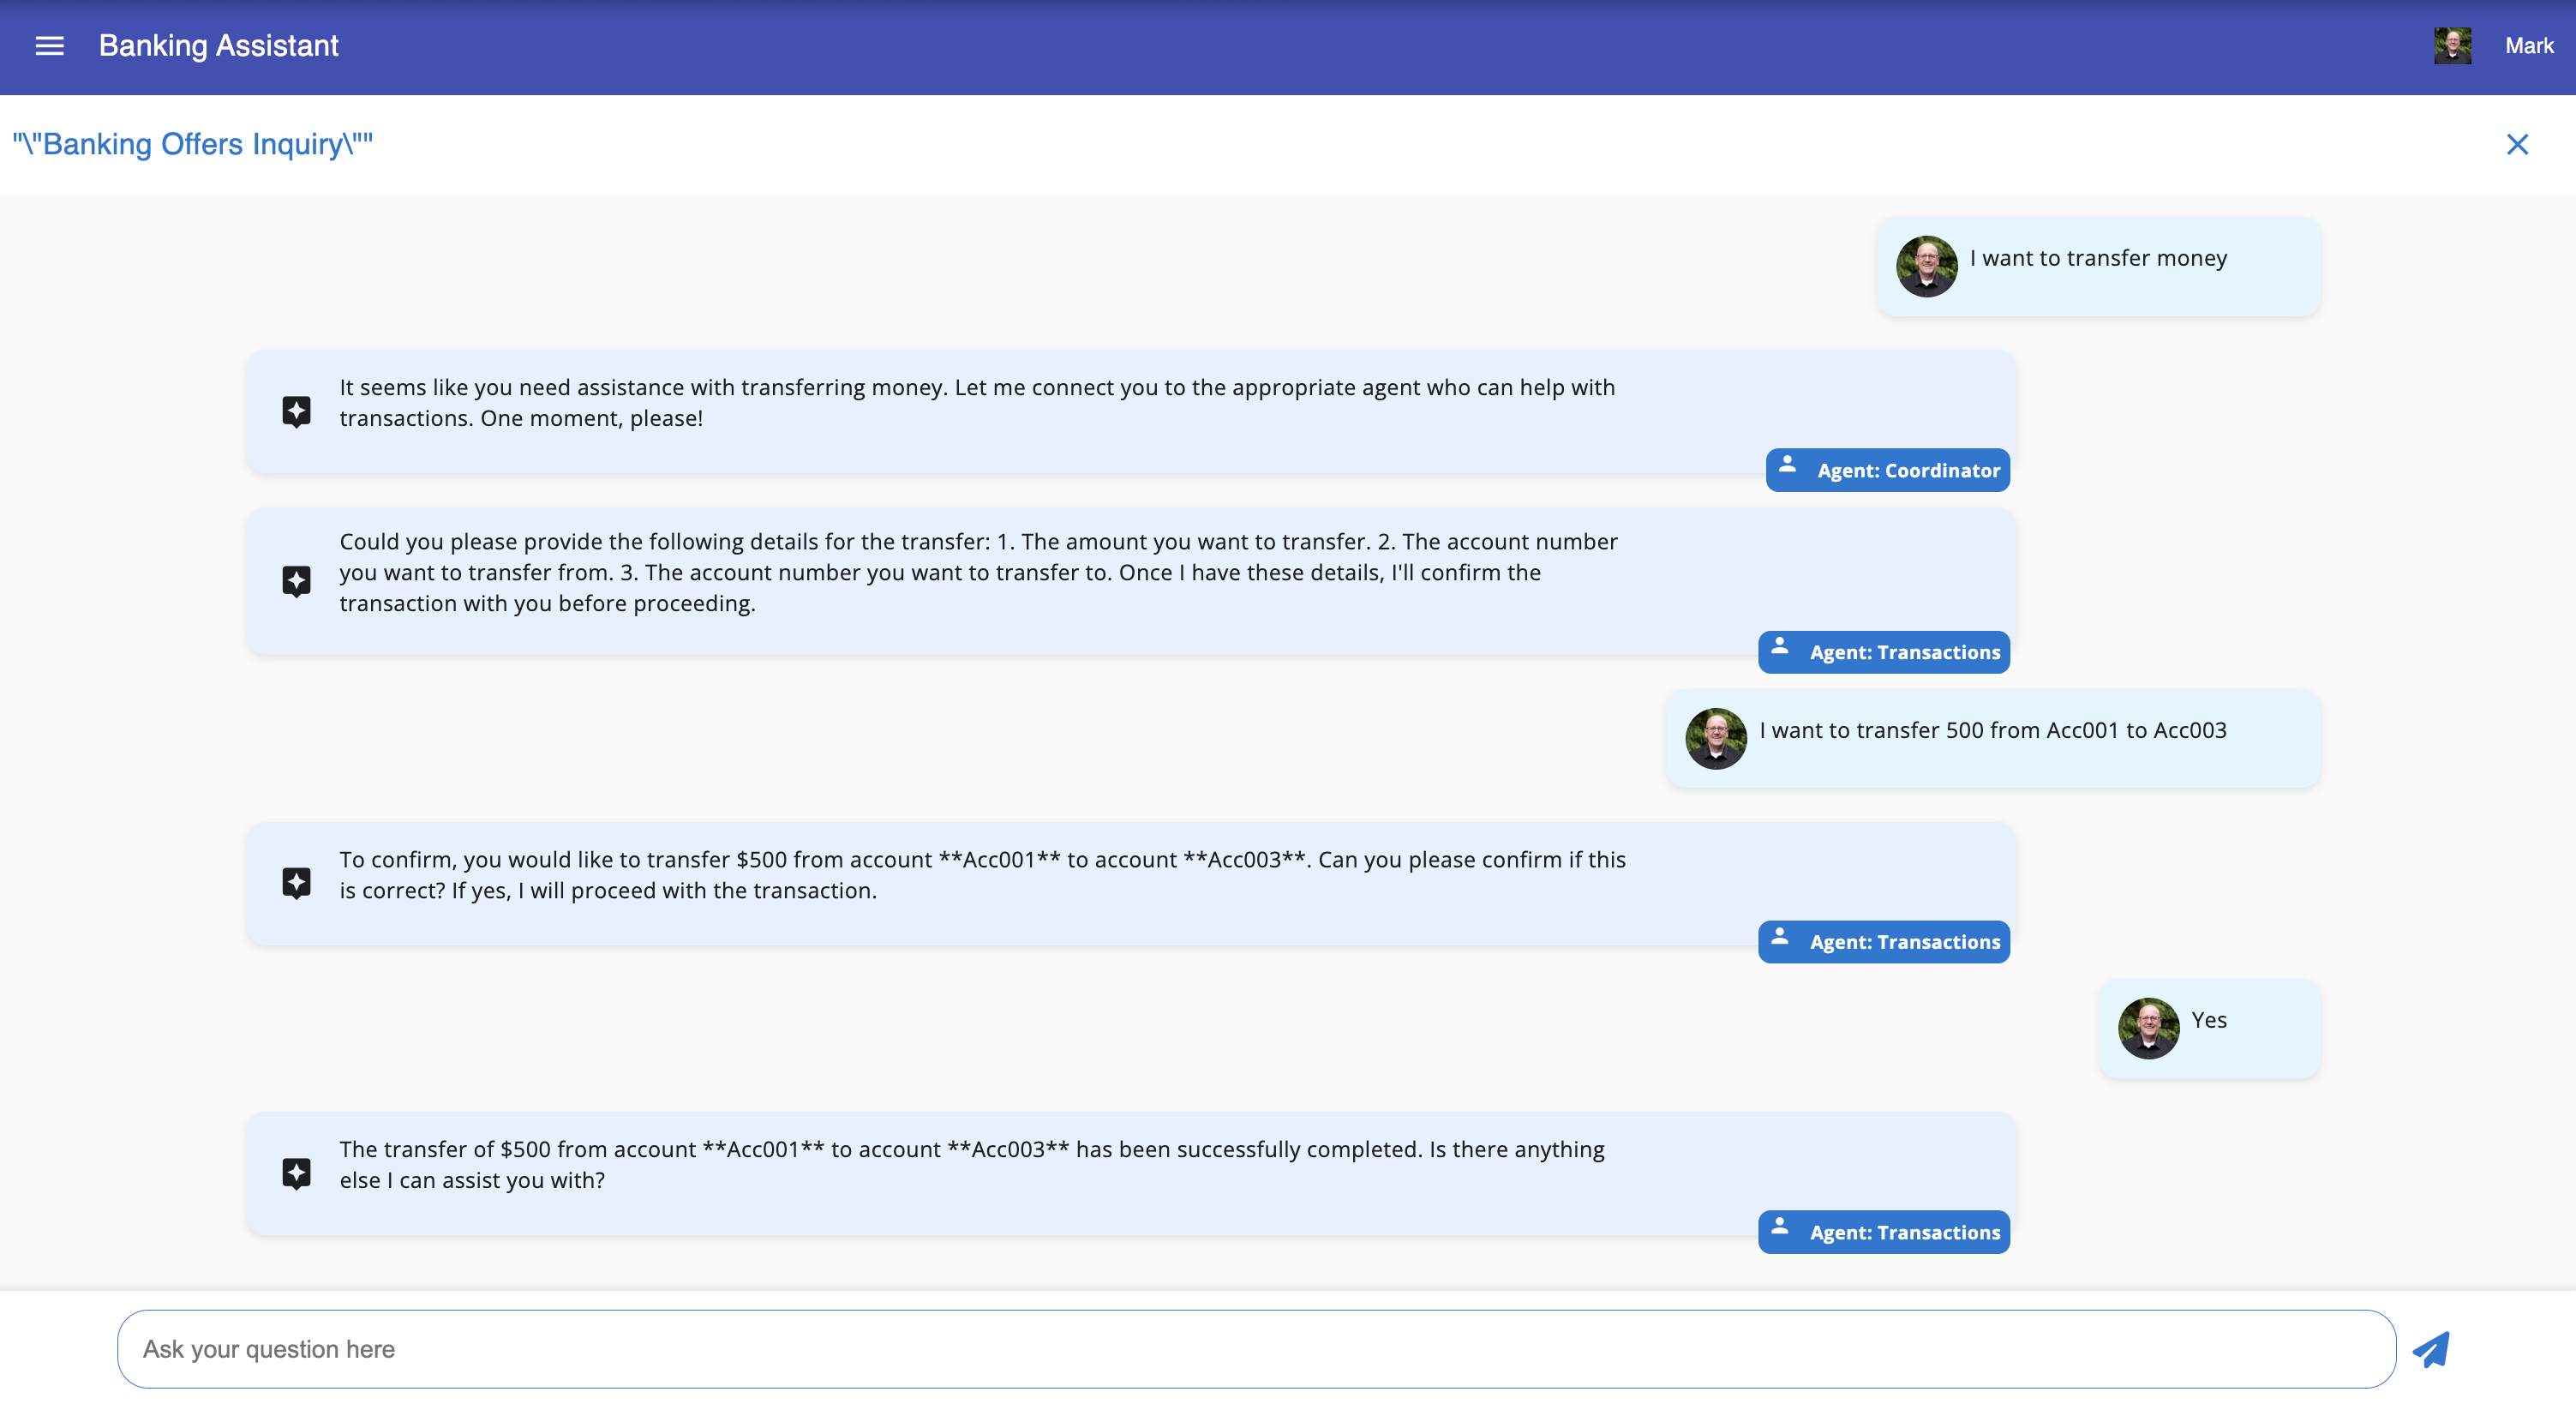 Banking Assistant
Mark
"\"Banking Offers Inquiry\""
I want to transfer money
It seems like you need assistance with transferring money. Let me connect you to the appropriate agent who can help with
transactions. One moment, please!
Agent: Coordinator
Could you please provide the following details for the transfer: 1. The amount you want to transfer. 2. The account number
you want to transfer from. 3. The account number you want to transfer to. Once I have these details, I'll confirm the
transaction with you before proceeding.
Agent: Transactions
I want to transfer 500 from Acc001 to Acc003
To confirm, you would like to transfer $500 from account **Acc001** to account **Acc003**. Can you please confirm if this
is correct? If yes, I will proceed with the transaction.
Agent: Transactions
Yes
The transfer of $500 from account **Acc001** to account **Acc003** has been successfully completed. Is there anything
else I can assist you with?
Agent: Transactions
Ask your question here